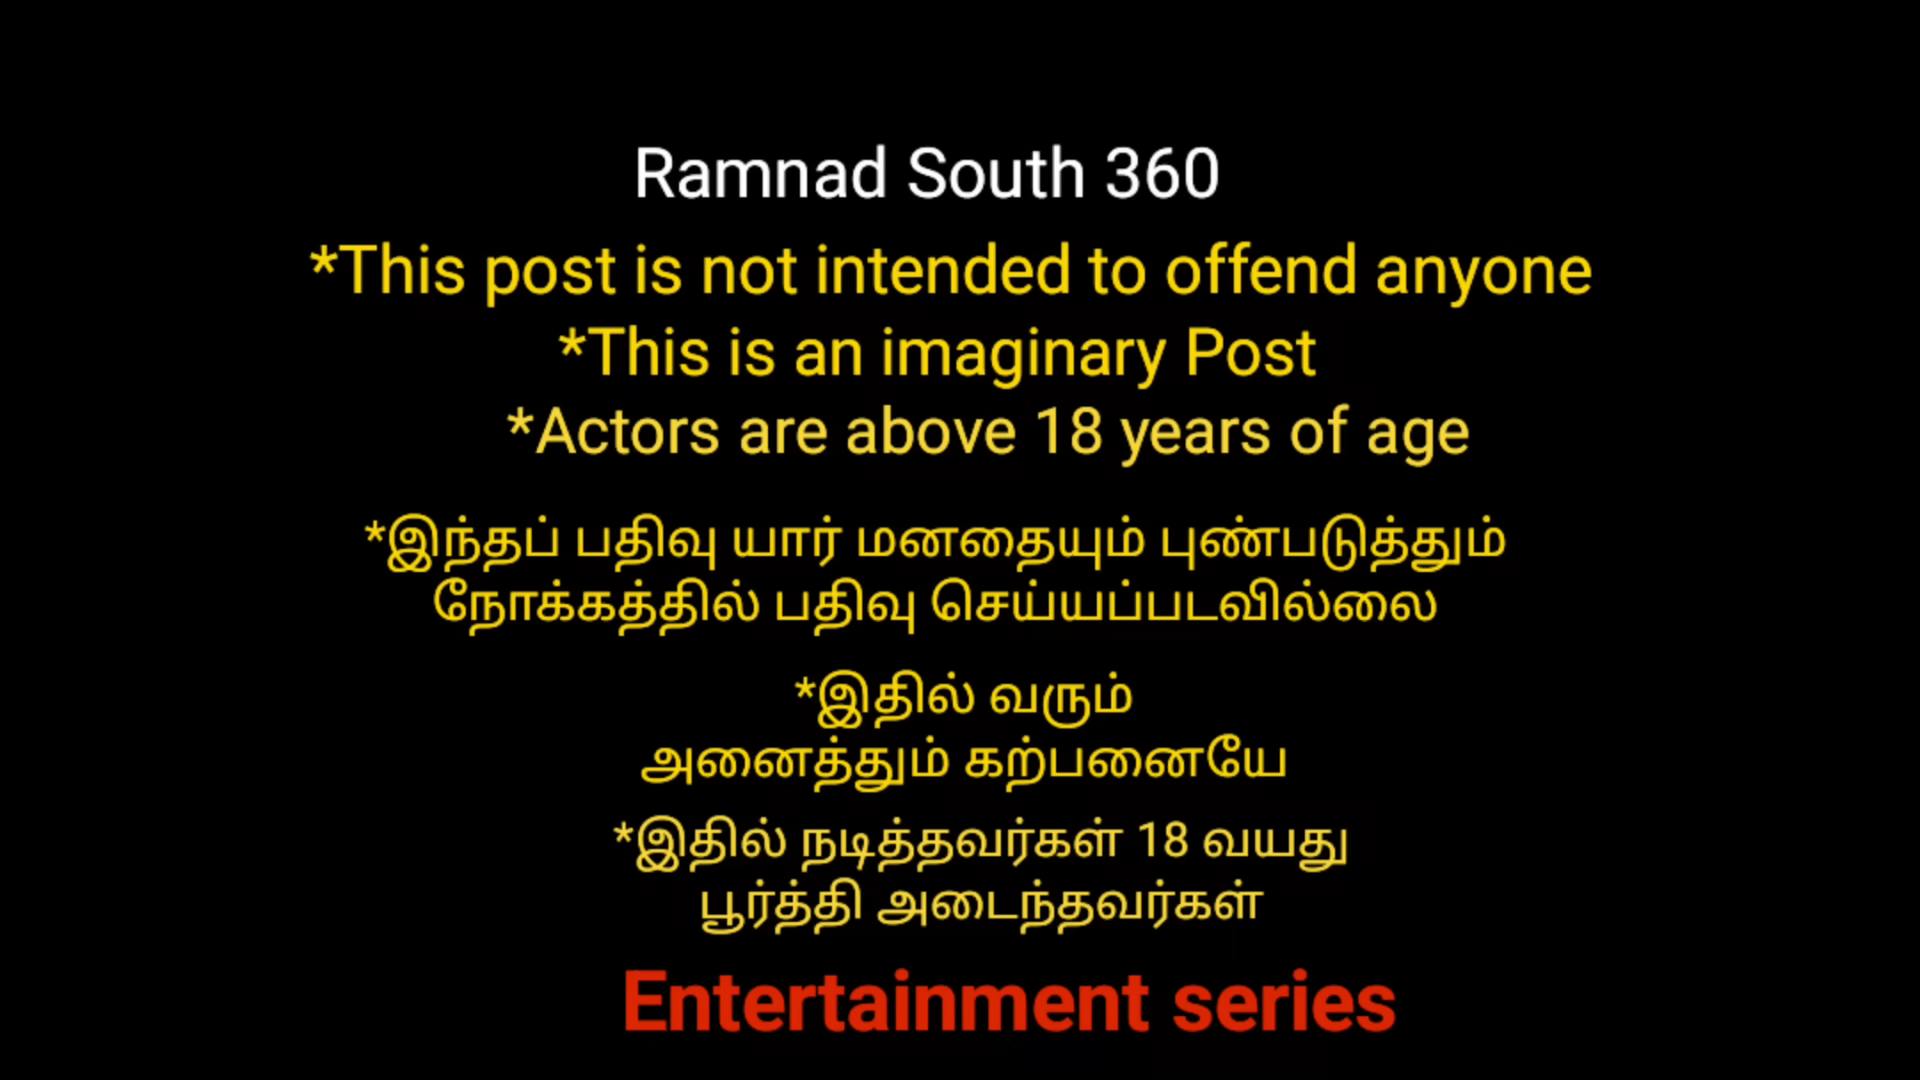 Ramnad South 360
*This post is not intended to offend anyone
*This is an imaginary Post
*Actors are above 18 years of age
*இந்தப் பதிவு யார் மனதையும் புண்படுத்தும்
நோக்கத்தில் பதிவு செய்யப்படவில்லை
*இதில் வரும்
அனைத்தும் கற்பனையே
*இதில் நடித்தவர்கள் 18 வயது
பூர்த்தி அடைந்தவர்கள்
Entertainment series